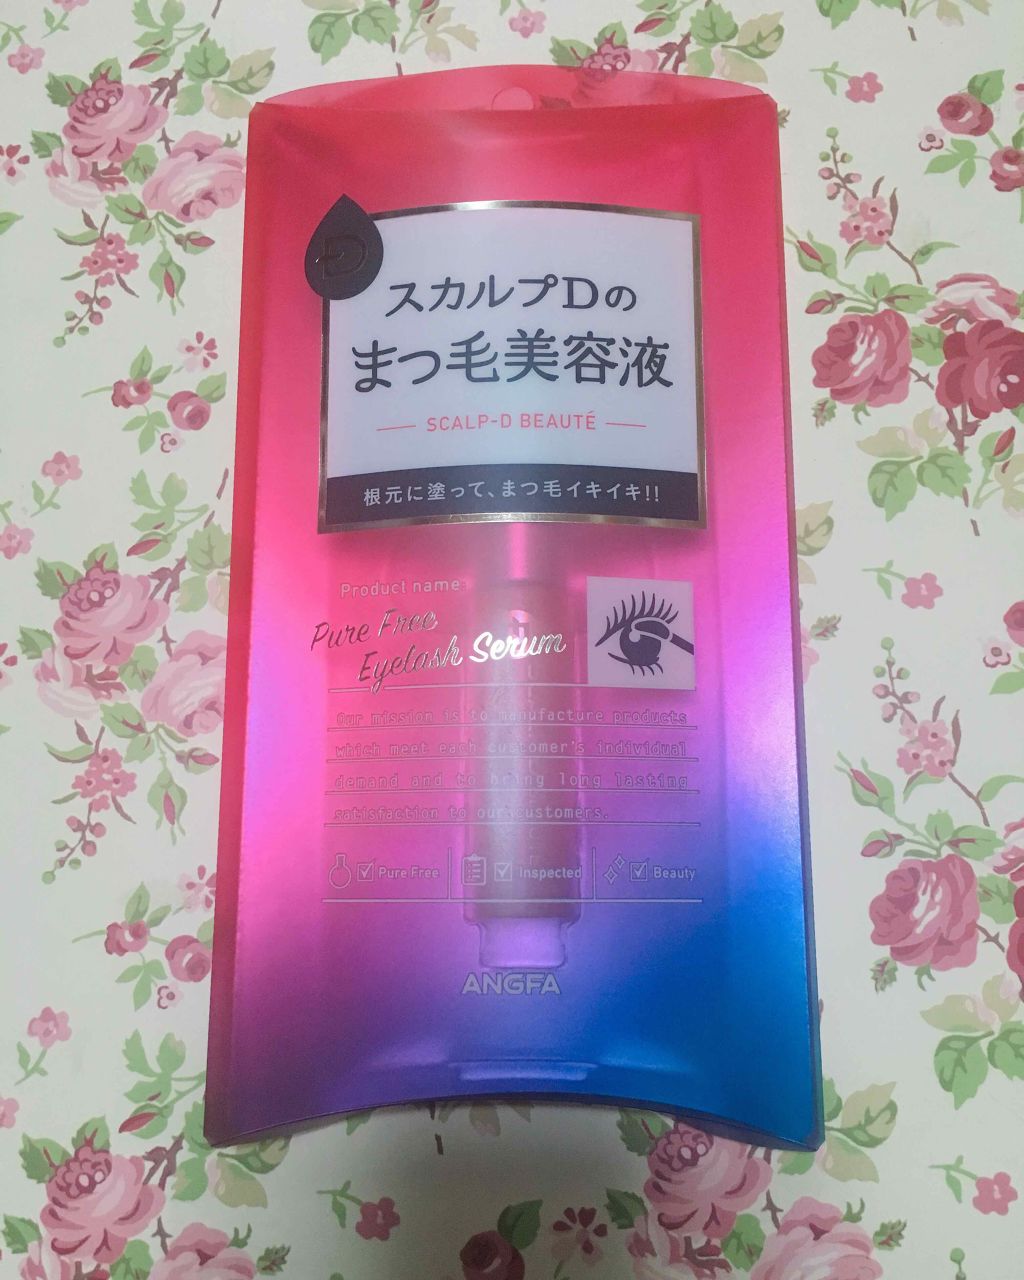 D
スカルプDの
まつ毛美容液
SCALP-D BEAUTÉ
根元に塗って、まつ毛イキイキ!!
Product name:
Pure Free
Eyelash Serum
Our mission is to manufacture products
which meet each customer's individual
demand and to bring long lasting
satisfaction to our customers.
Pure Free Inspected Beauty
ANGFA